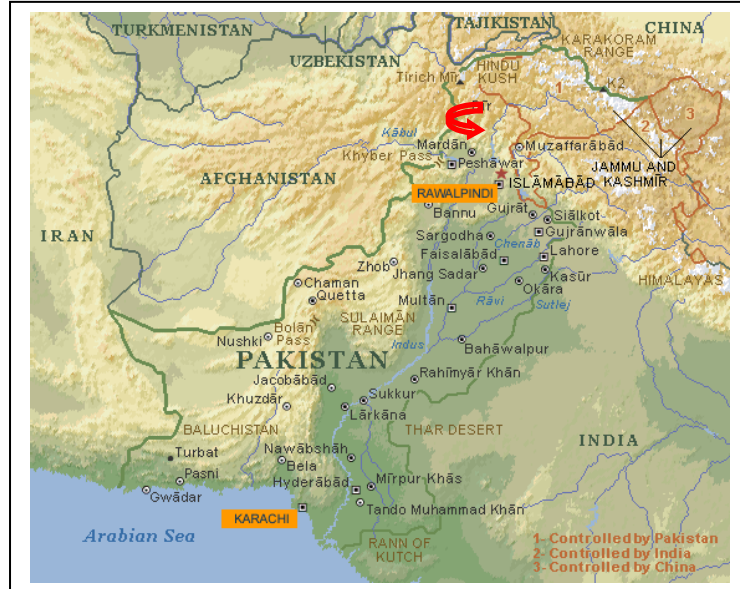 TURKMENISTAN
UZBEKISTAN
TAJIKISTAN
CHINA
KARAKORAM
RANGE
HINDU
KUSH
Tirich Mīr
K2
1
2
3
Kābul
Mardān
Khyber Pass
Peshāwar
Muzaffarābād
JAMMU AND
KASHMĪR
AFGHANISTAN
ISLĀMĀBĀD
RAWALPINDI
Bannu
Gujrāt
Siālkot
IRAN
Sargodha
Chenāb
Gujrānwāla
Faisalābād
Lahore
Zhob
Jhang Sadar
Kasūr
HIMALAYAS
Chaman
Okāra
Quetta
Rāvi
Sutlej
Multān
SULAIMĀN
RANGE
Bolān
Pass
Nushki
Indus
Bahāwalpur
PAKISTAN
Jacobābād
Rahīmyār Khān
Khuzdār
Sukkur
Lārkāna
BALUCHISTAN
THAR DESERT
INDIA
Turbat
Nawābshāh
Bela
Pasni
Hyderābād
Mīrpur Khās
Gwādar
Tando Muhammad Khān
KARACHI
Arabian Sea
RANN OF
KUTCH
1- Controlled by Pakistan
2- Controlled by India
3- Controlled by China